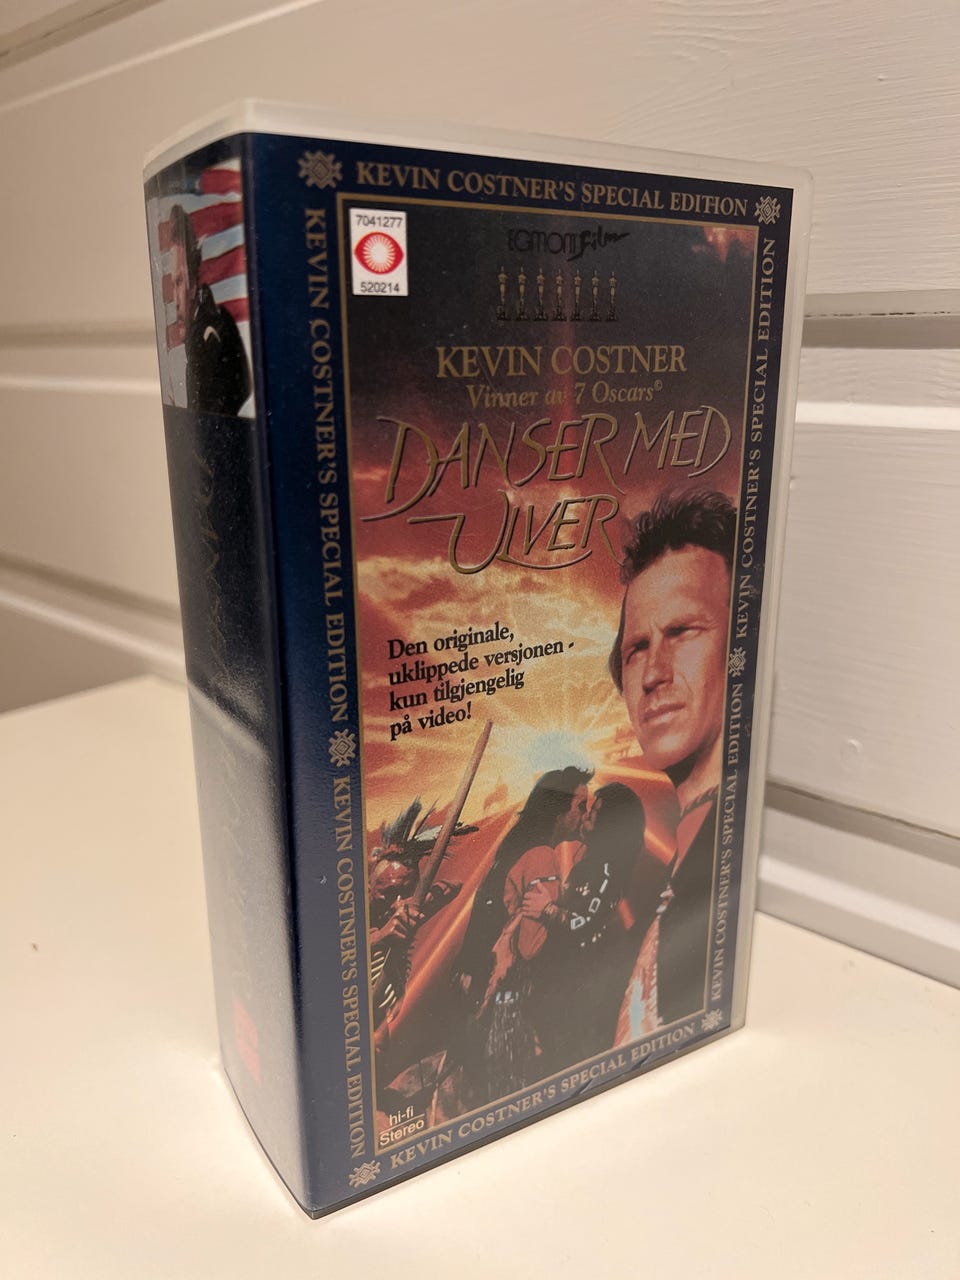 KEVIN COSTNER'S SPECIAL EDITION
7041277
520214
EGMONT Film
KEVIN COSTNER
Vinner av 7 Oscars©
DANSER MED
ULVER
Den originale,
uklippede versjonen -
kun tilgjengelig
på video!
hi-fi
Stereo
KEVIN COSTNER'S SPECIAL EDITION
KEVIN COSTNER'S SPECIAL EDITION
KEVIN COSTNER'S SPECIAL EDITION
KEVIN COSTNER'S SPECIAL EDITION
KEVIN COSTNER'S SPECIAL EDITION